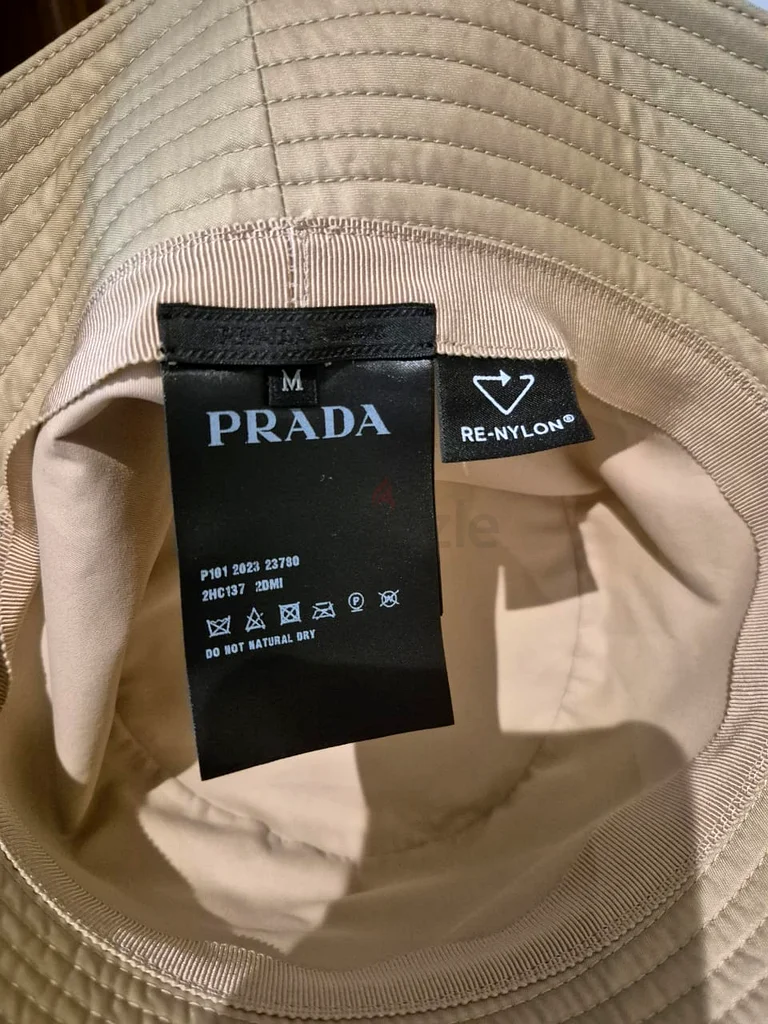 M
PRADA
RE-NYLON®
P101 2023 23780
2HC137 2DMI
P
DO NOT NATURAL DRY